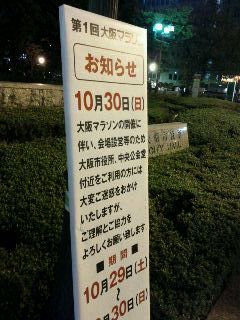 第1回大阪マラソン
お知らせ
10月30日(日)
大阪マラソンの開催に
伴い、会場設営等のため
大阪市役所、中央公会堂
付近をご利用の方には
大変ご迷惑をおかけ
いたしますが、
ご理解とご協力を
よろしくお願い致します
■期間■
10月29日(土)
〜
10月30日(日)